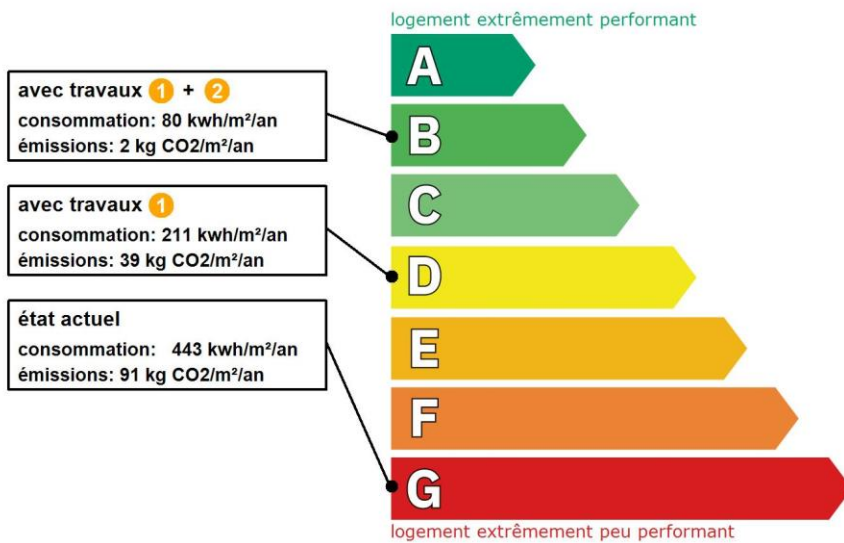 logement extrêmement performant
A
avec travaux 1 + 2
consommation: 80 kwh/m²/an
émissions: 2 kg CO2/m²/an
B
C
avec travaux 1
consommation: 211 kwh/m²/an
émissions: 39 kg CO2/m²/an
D
état actuel
consommation: 443 kwh/m²/an
émissions: 91 kg CO2/m²/an
E
F
G
logement extrêmement peu performant